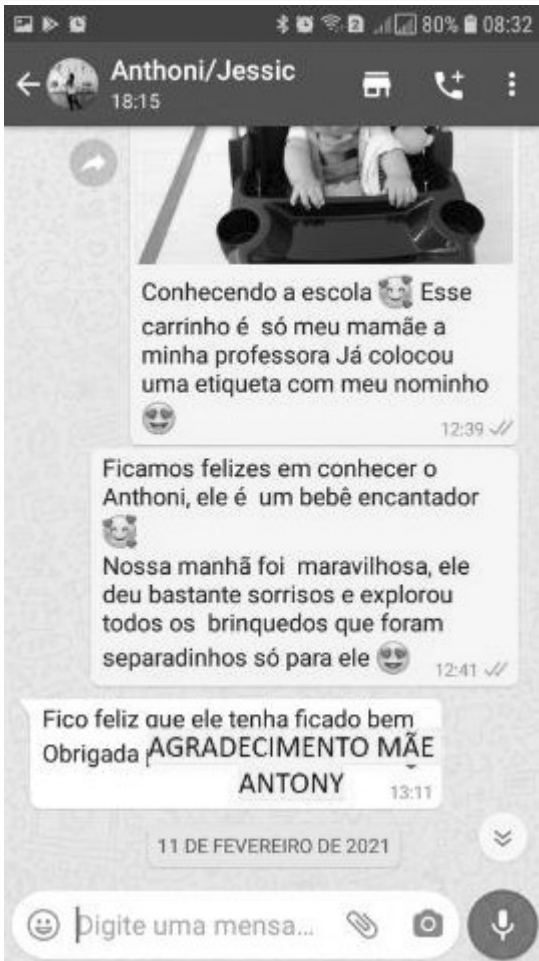 2 80% 08:32
Anthoni/Jessic
18:15
Conhecendo a escola 🥰 Esse
carrinho é só meu mamãe a
minha professora Já colocou
uma etiqueta com meu nominho
😍
12:39
Ficamos felizes em conhecer o
Anthoni, ele é um bebê encantador
🥰
Nossa manhã foi maravilhosa, ele
deu bastante sorrisos e explorou
todos os brinquedos que foram
separadinhos só para ele 😍
12:41
Fico feliz que ele tenha ficado bem
Obrigada AGRADECIMENTO MÃE
ANTONY
13:11
11 DE FEVEREIRO DE 2021
Digite uma mensa...